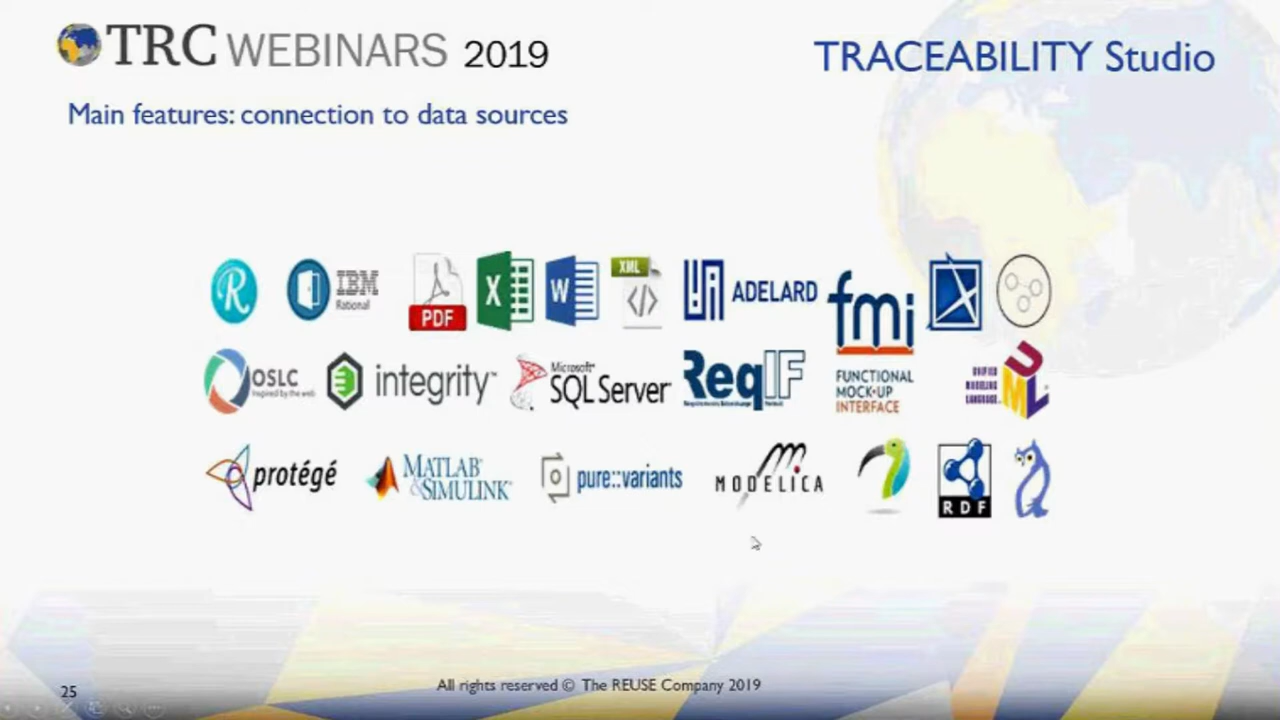 TRC WEBINARS 2019
TRACEABILITY Studio
Main features: connection to data sources
R
IBM
Rational
PDF
X
W
XML
</>
ADELARD
fmi
FUNCTIONAL
MOCK-UP
INTERFACE
OSLC
Inspired by the web
integrity™
Microsoft®
SQL Server®
ReqIF
UNIFIED
MODELING
LANGUAGE
UML
protégé
MATLAB®
&SIMULINK®
pure::variants
MODELICA
RDF
25
All rights reserved © The REUSE Company 2019